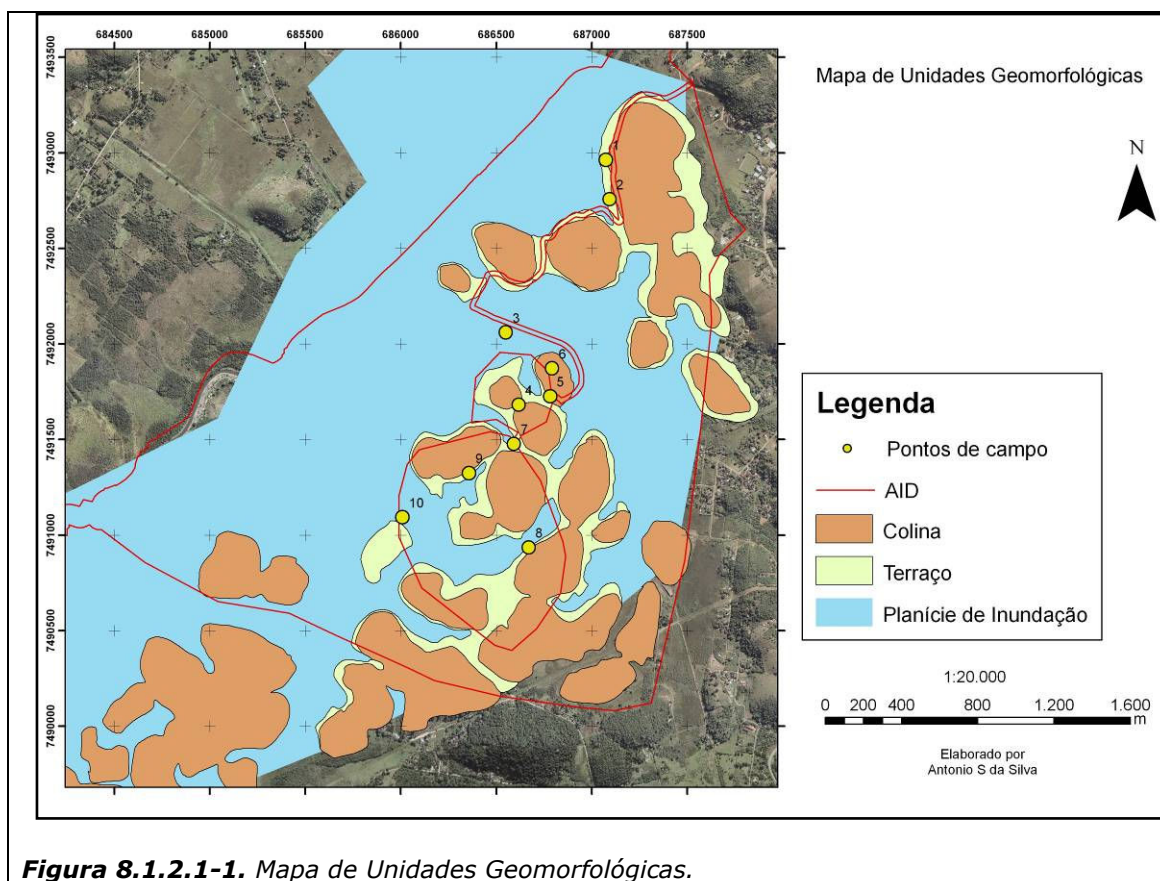 684500 685000 685500 686000 686500 687000 687500
7493500
7493000
7492500
7492000
7491500
7491000
7490500
7490000
1
2
3
6
5
4
7
9
10
8
Mapa de Unidades Geomorfológicas
N
Legenda
Pontos de campo
AID
Colina
Terraço
Planície de Inundação
1:20.000
0 200 400 800 1.200 1.600
m
Elaborado por
Antonio S da Silva
Figura 8.1.2.1-1. Mapa de Unidades Geomorfológicas.